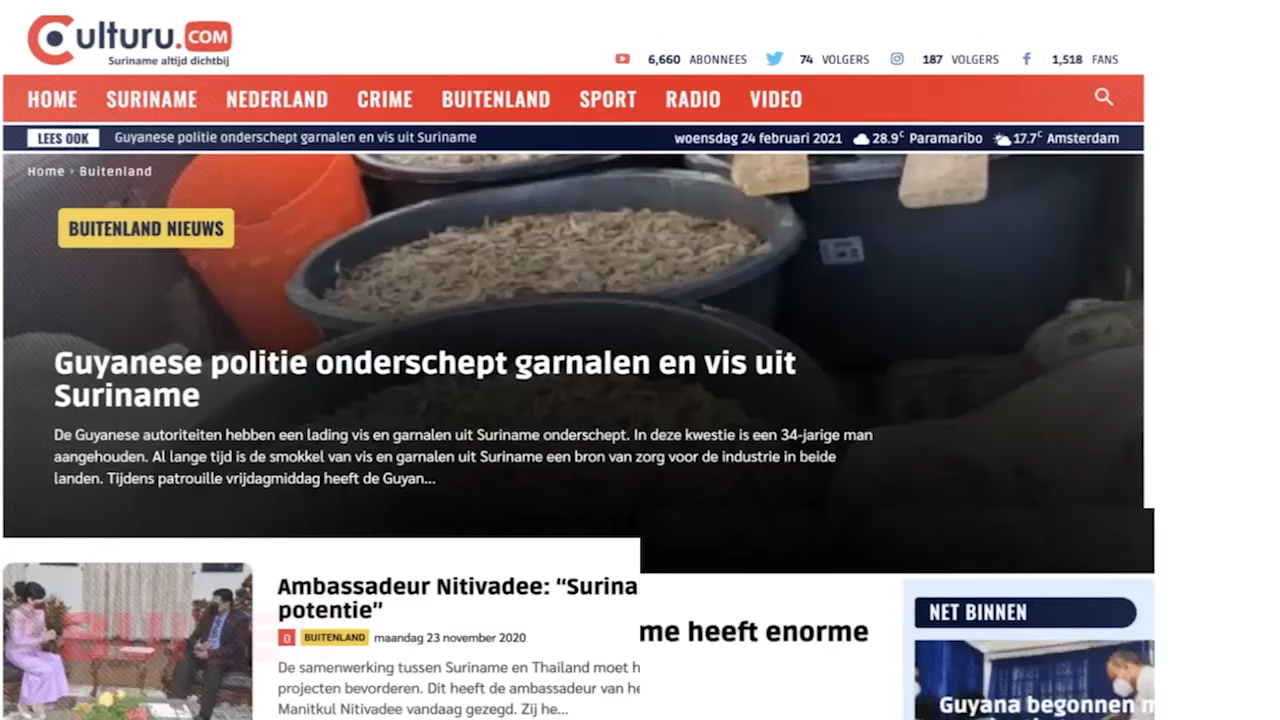 Culturu.COM
Suriname altijd dichtbij
6,660 ABONNEES 74 VOLGERS 187 VOLGERS 1,518 FANS
HOME SURINAME NEDERLAND CRIME BUITENLAND SPORT RADIO VIDEO
LEES OOK Guyanese politie onderschept garnalen en vis uit Suriname woensdag 24 februari 2021 28.9C Paramaribo 17.7C Amsterdam
Home › Buitenland
BUITENLAND NIEUWS
Guyanese politie onderschept garnalen en vis uit
Suriname
De Guyanese autoriteiten hebben een lading vis en garnalen uit Suriname onderschept. In deze kwestie is een 34-jarige man
aangehouden. Al lange tijd is de smokkel van vis en garnalen uit Suriname een bron van zorg voor de industrie in beide
landen. Tijdens patrouille vrijdagmiddag heeft de Guyan...
Ambassadeur Nitivadee: “Surina
potentie”
0 BUITENLAND maandag 23 november 2020
De samenwerking tussen Suriname en Thailand moet h
projecten bevorderen. Dit heeft de ambassadeur van he
Manitkul Nitivadee vandaag gezegd. Zij he...
me heeft enorme
NET BINNEN
Guyana begonnen m